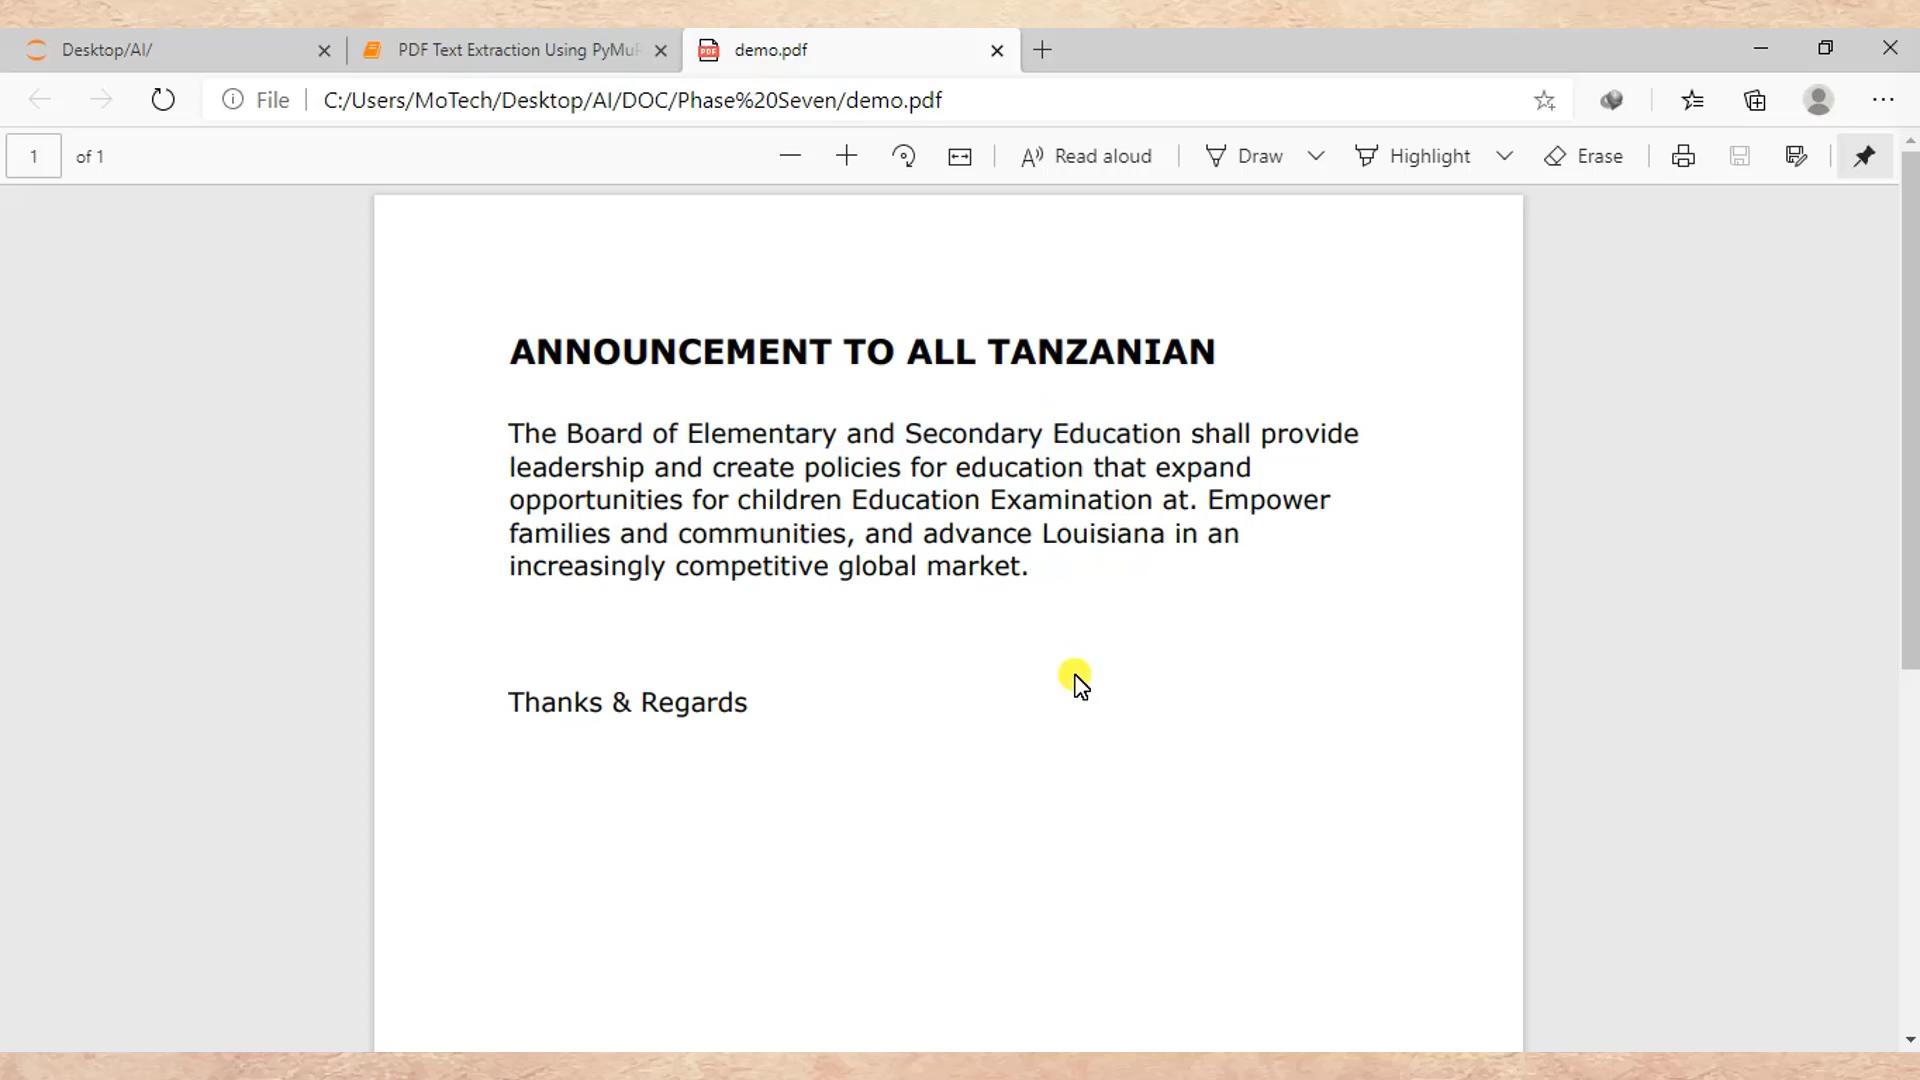 Desktop/AI/
PDF Text Extraction Using PyMuP
demo.pdf
File
C:/Users/MoTech/Desktop/AI/DOC/Phase%20Seven/demo.pdf
1 of 1
Read aloud
Draw
Highlight
Erase
ANNOUNCEMENT TO ALL TANZANIAN
The Board of Elementary and Secondary Education shall provide
leadership and create policies for education that expand
opportunities for children Education Examination at. Empower
families and communities, and advance Louisiana in an
increasingly competitive global market.
Thanks & Regards